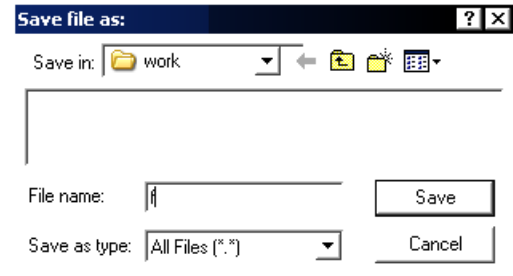 Save file as:
Save in: work
File name: f
Save
Save as type: All Files (*.*)
Cancel